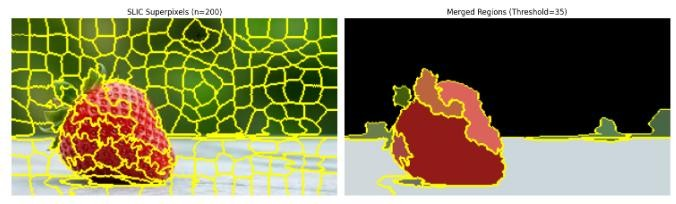 SLIC Superpixels (n=200)
Merged Regions (Threshold=35)